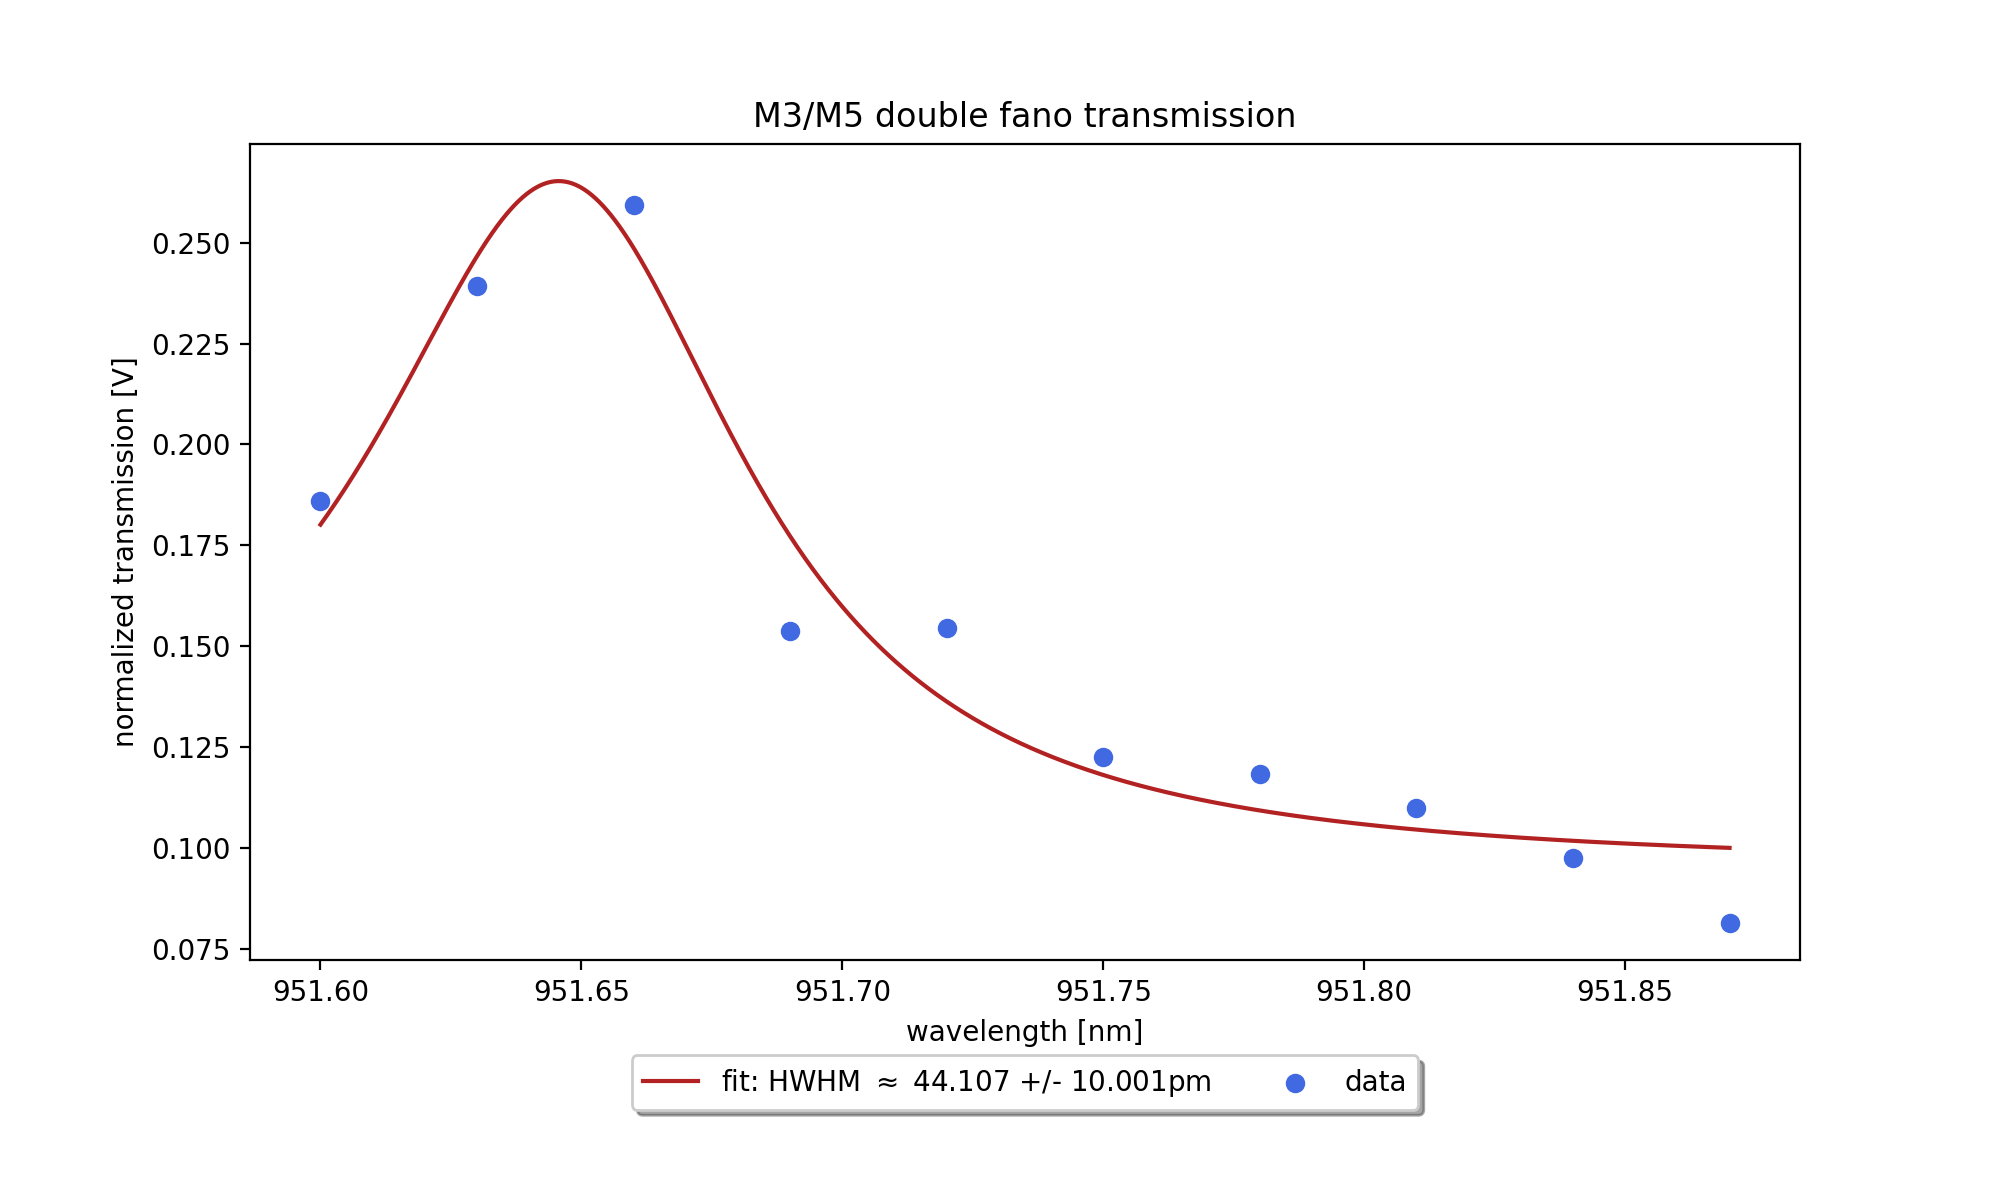 M3/M5 double fano transmission
normalized transmission [V]
0.250
0.225
0.200
0.175
0.150
0.125
0.100
0.075
951.60 951.65 951.70 951.75 951.80 951.85
wavelength [nm]
fit: HWHM ≈ 44.107 +/- 10.001pm data